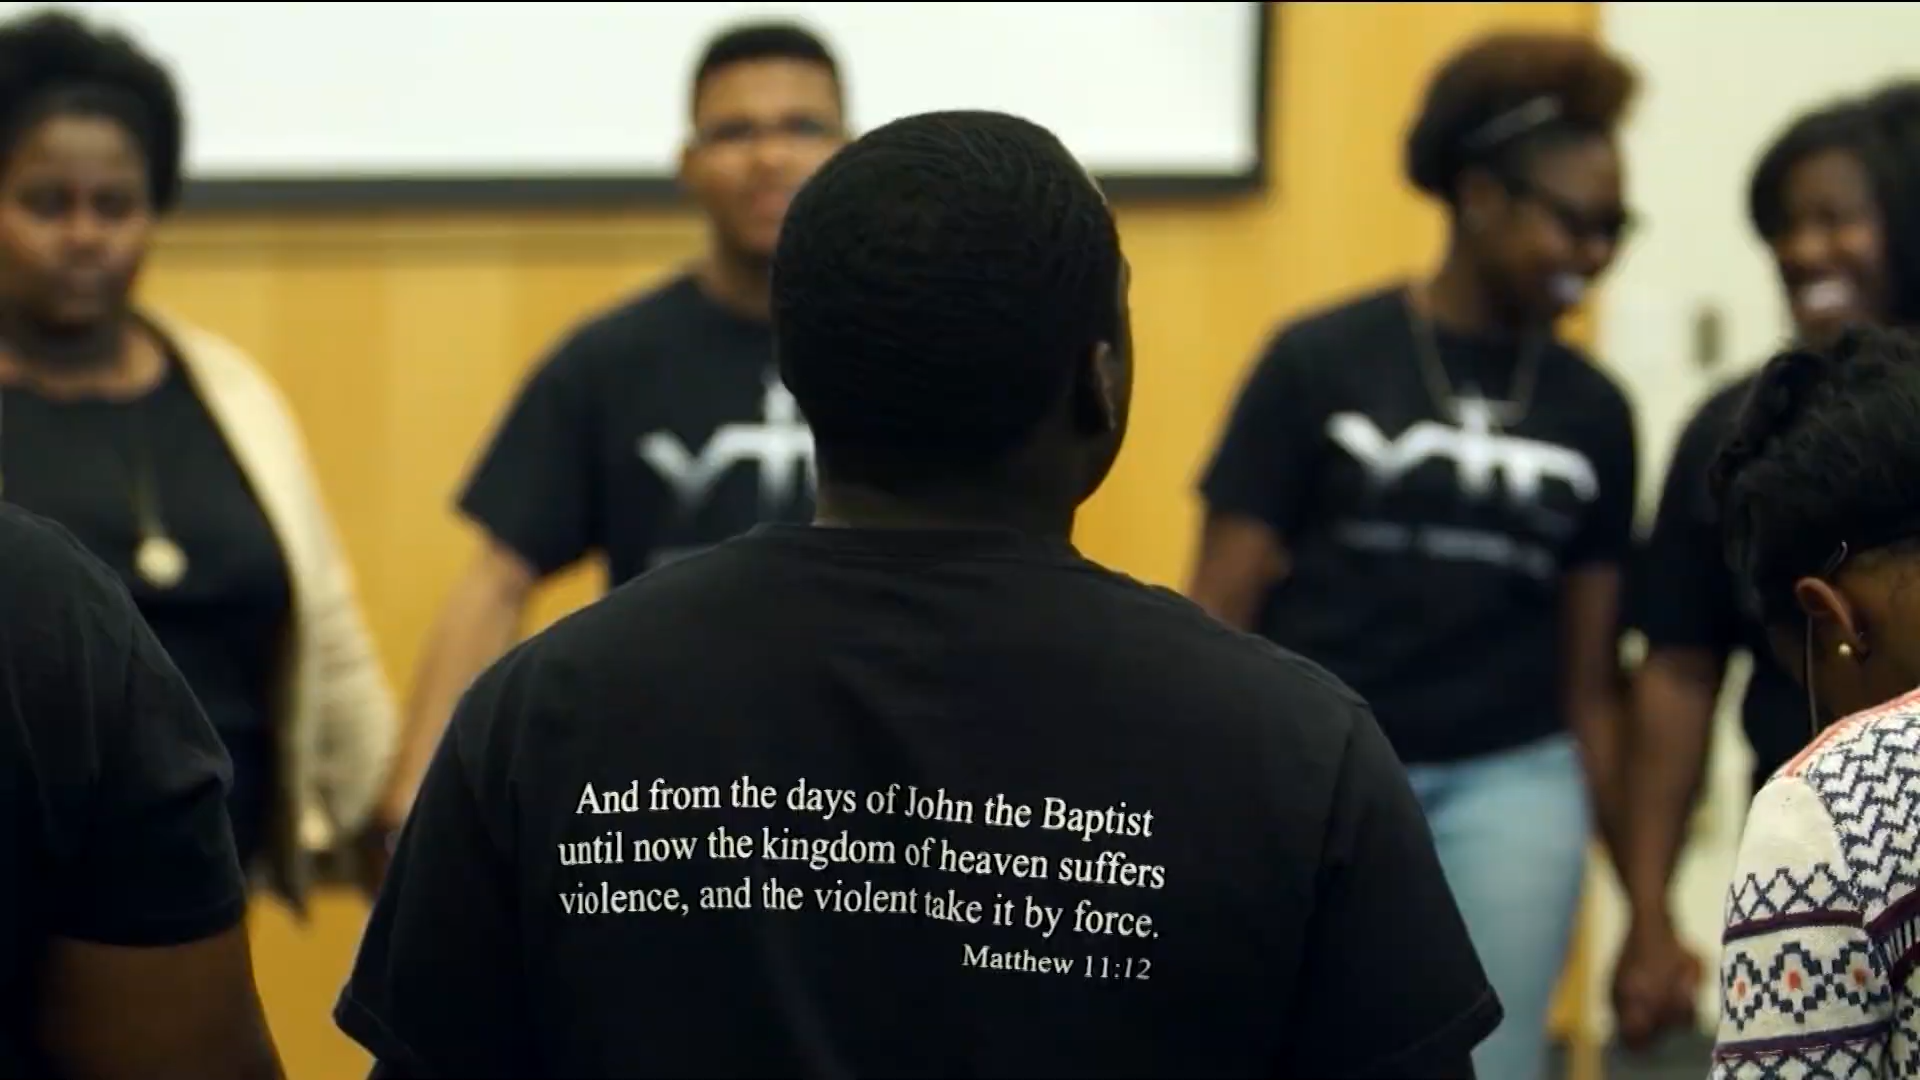 And from the days of John the Baptist
until now the kingdom of heaven suffers
violence, and the violent take it by force.
Matthew 11:12